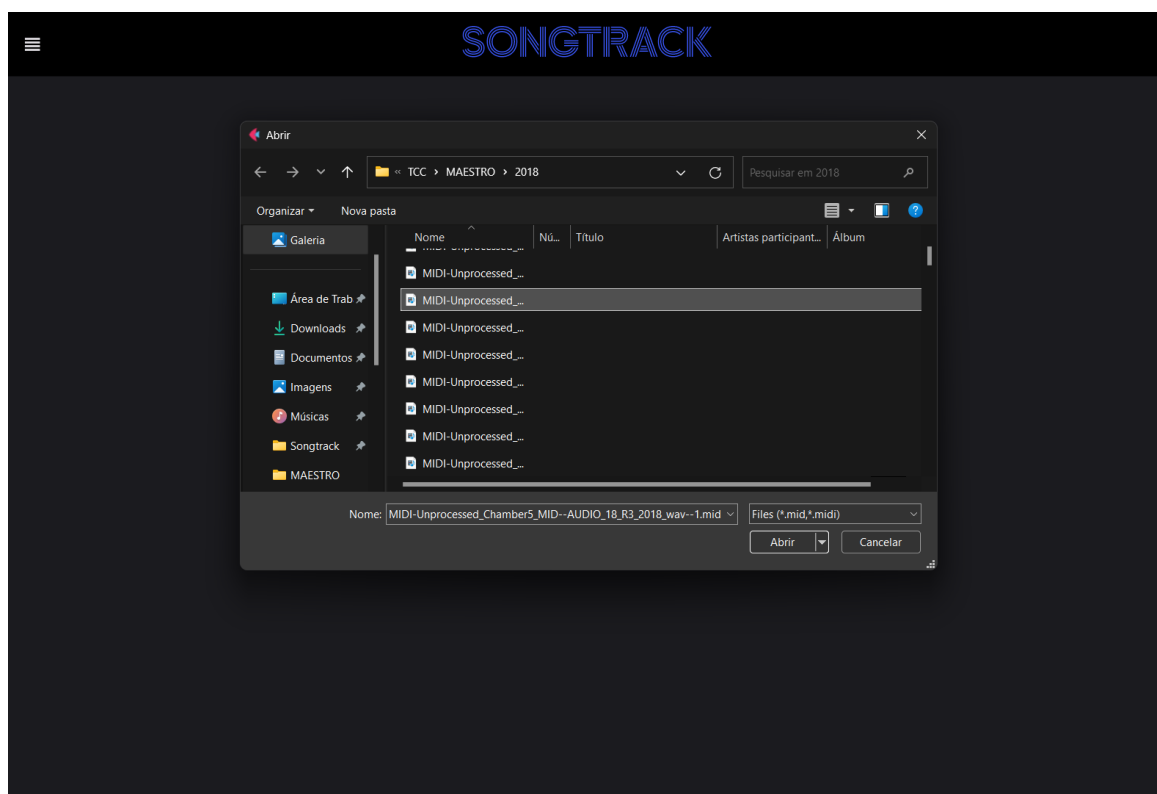 SONGTRACK
Abrir
« TCC > MAESTRO > 2018
Pesquisar em 2018
Organizar
Nova pasta
Galeria
Área de Trab
Downloads
Documentos
Imagens
Músicas
Songtrack
MAESTRO
Nome Nú... Título Artistas participant... Álbum
MIDI-Unprocessed_...
MIDI-Unprocessed_...
MIDI-Unprocessed_...
MIDI-Unprocessed_...
MIDI-Unprocessed_...
MIDI-Unprocessed_...
MIDI-Unprocessed_...
MIDI-Unprocessed_...
MIDI-Unprocessed_...
Nome: MIDI-Unprocessed_Chamber5_MID--AUDIO_18_R3_2018_wav--1.mid
Files (*.mid,*.midi)
Abrir
Cancelar